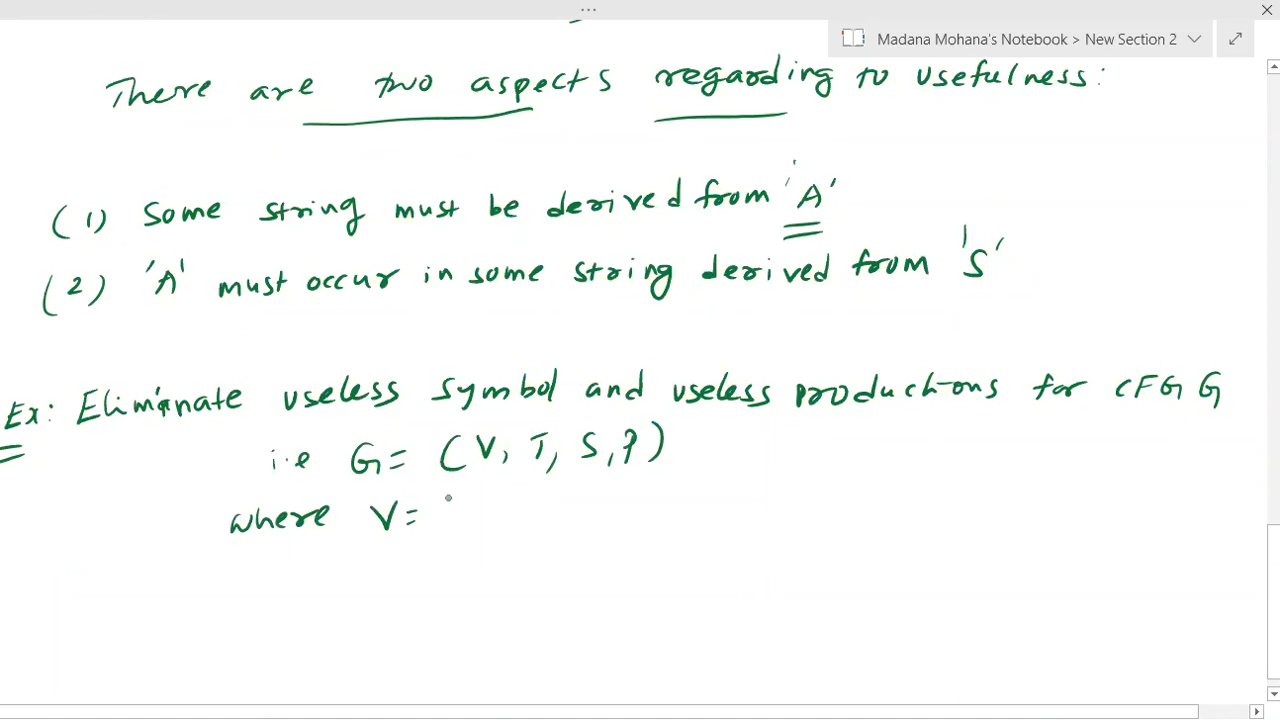 Madana Mohana's Notebook > New Section 2
There are two aspects regarding to usefulness:
(1) Some string must be derived from 'A'
(2) 'A' must occur in some string derived from 'S'
Ex: Eliminate useless symbol and useless productions for CFG G
i.e G = (V, T, S, P)
where V =